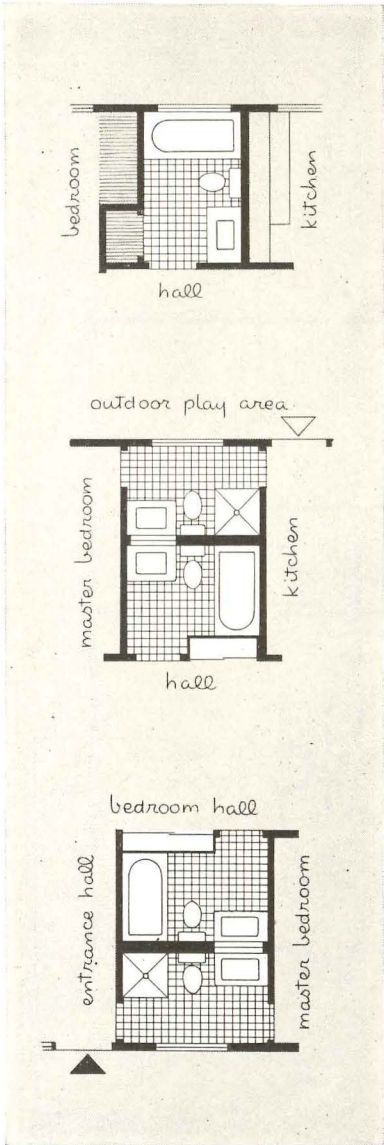 bedroom
kitchen
hall
outdoor play area
master bedroom
kitchen
hall
bedroom hall
entrance hall
master bedroom